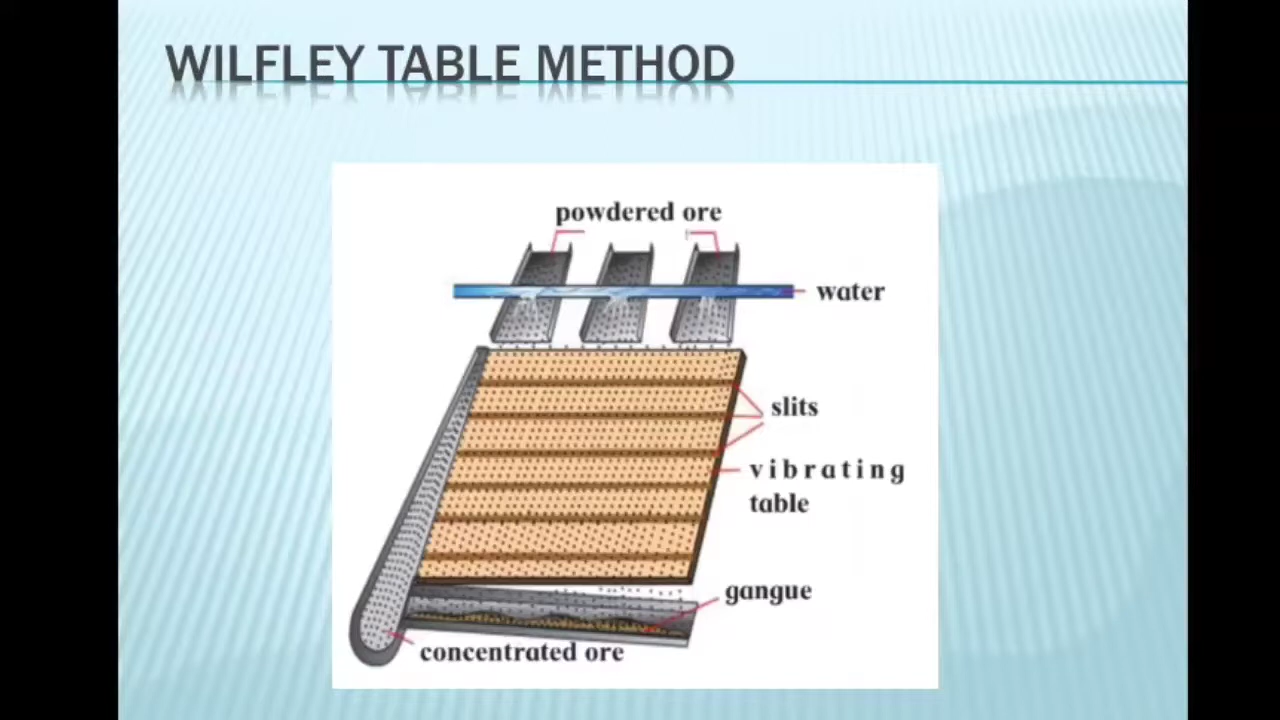 WILFLEY TABLE METHOD
powdered ore
water
slits
vibrating
table
gangue
concentrated ore